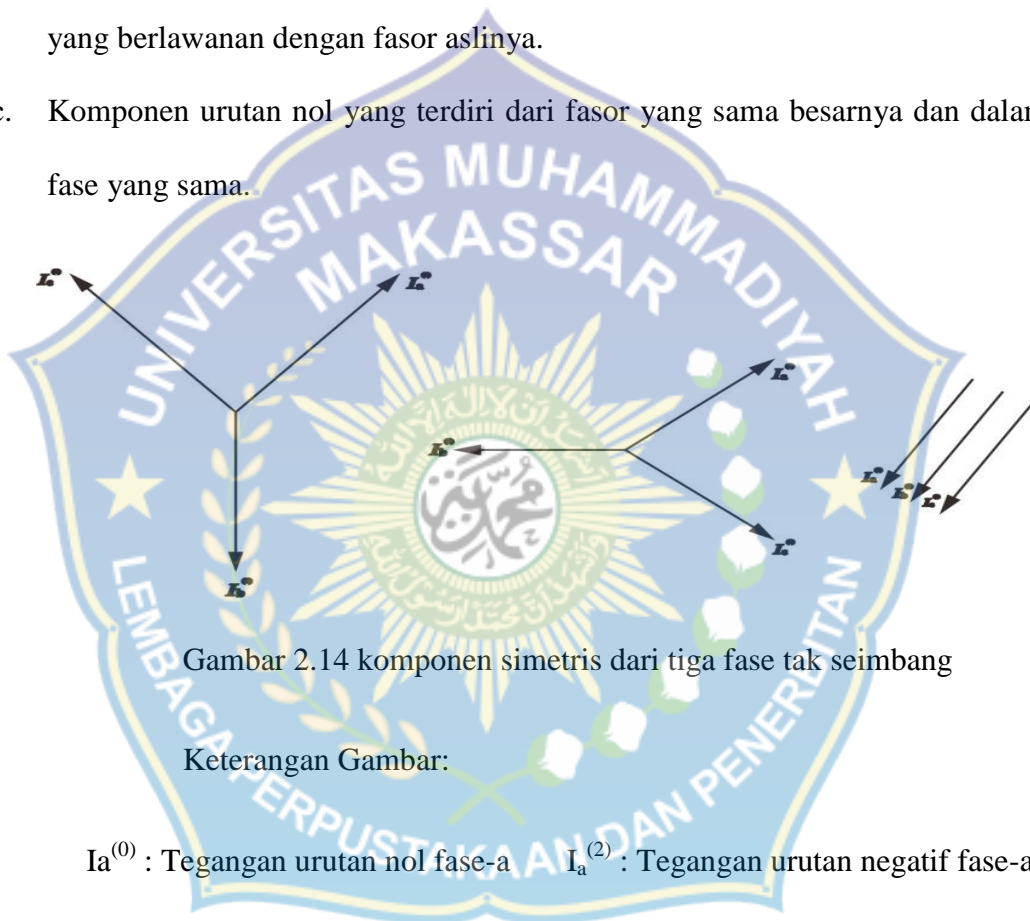 yang berlawanan dengan fasor aslinya.
c. Komponen urutan nol yang terdiri dari fasor yang sama besarnya dan dalam
fase yang sama.
UNIVERSITAS MUHAMMADIYAH
MAKASSAR
Gambar 2.14 komponen simetris dari tiga fase tak seimbang
Keterangan Gambar:
Ia⁽⁰⁾ : Tegangan urutan nol fase-a Iₐ⁽²⁾ : Tegangan urutan negatif fase-a
LEMBAGA PERPUSTAKAAN DAN PENERBITAN